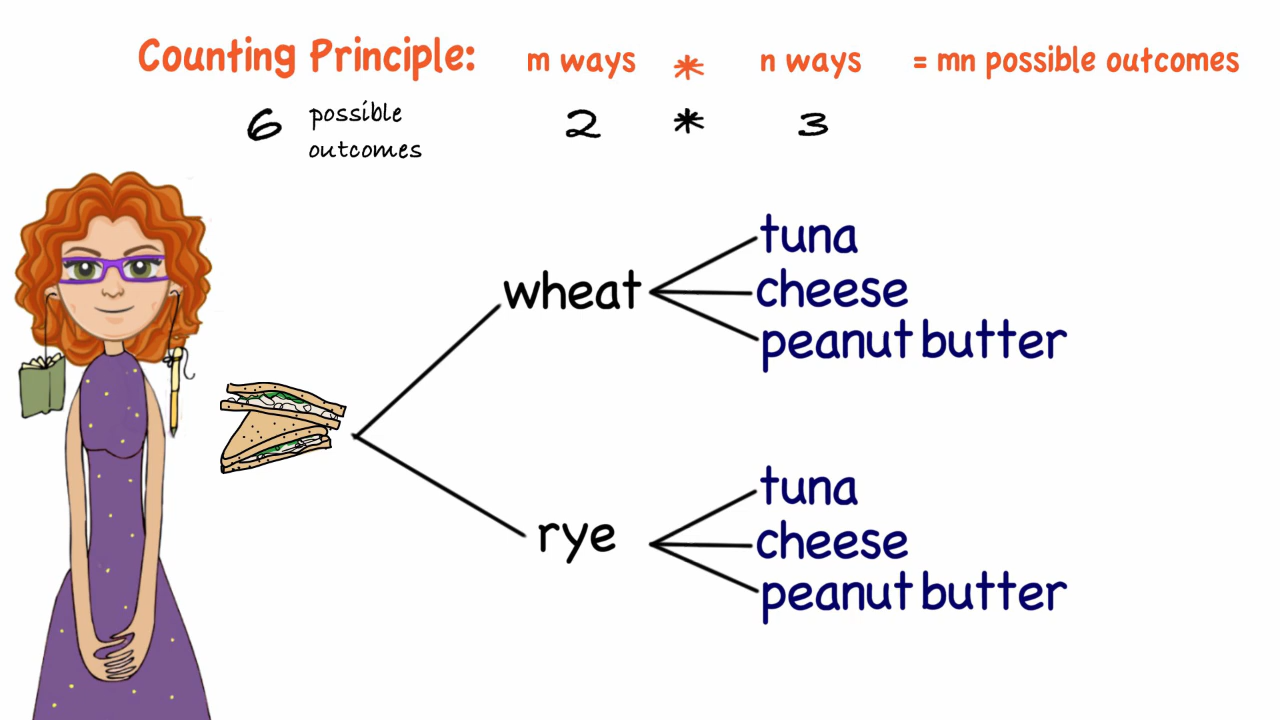 Counting Principle: m ways * n ways = mn possible outcomes
6 possible outcomes 2 * 3
tuna
wheat cheese
peanut butter
tuna
rye cheese
peanut butter